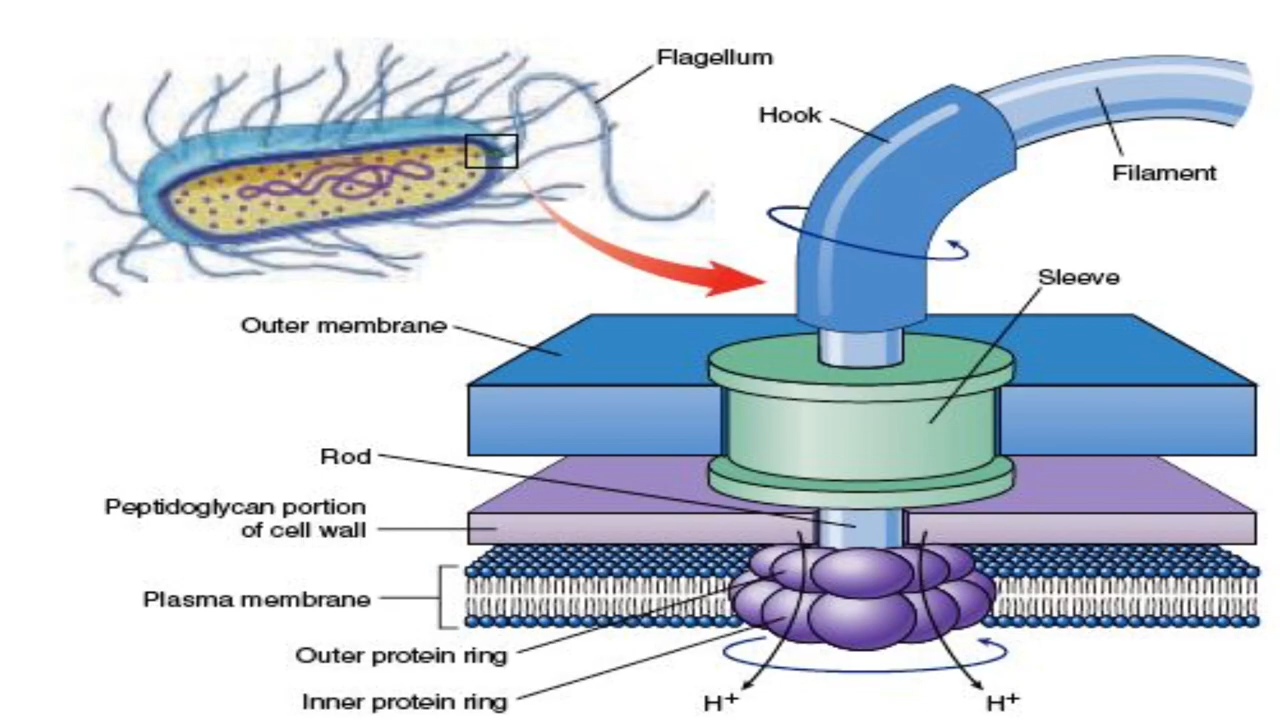 Flagellum
Hook
Filament
Sleeve
Outer membrane
Rod
Peptidoglycan portion
of cell wall
Plasma membrane
Outer protein ring
Inner protein ring
H+
H+